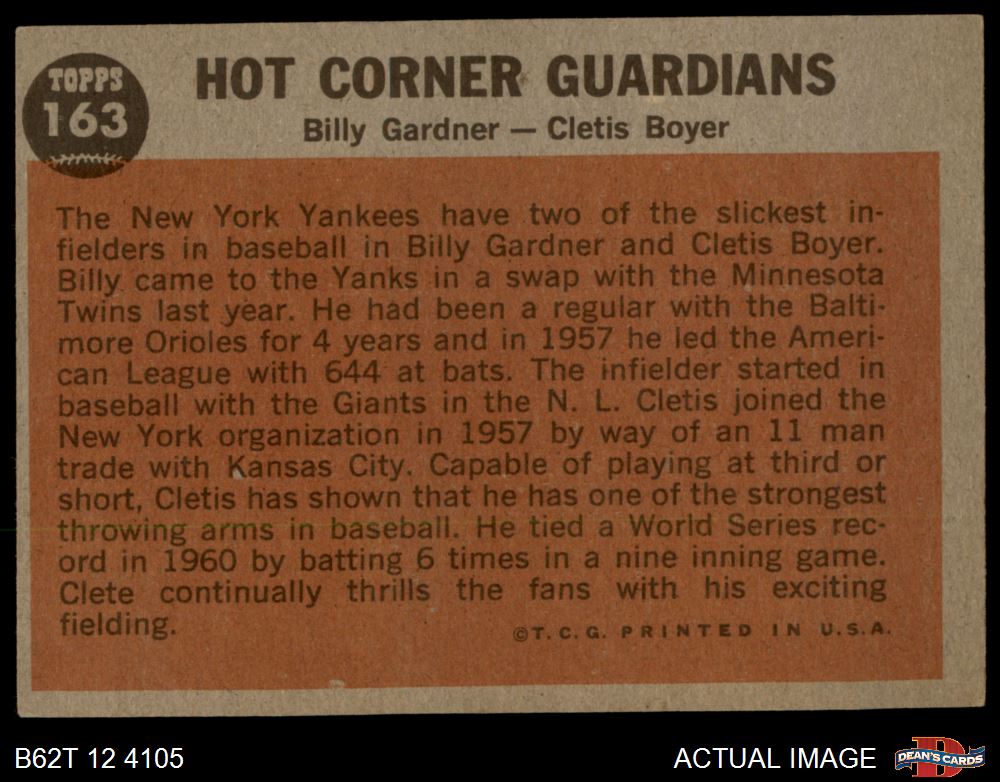 TOPPS
163
HOT CORNER GUARDIANS
Billy Gardner — Cletis Boyer
The New York Yankees have two of the slickest in-
fielders in baseball in Billy Gardner and Cletis Boyer.
Billy came to the Yanks in a swap with the Minnesota
Twins last year. He had been a regular with the Balti-
more Orioles for 4 years and in 1957 he led the Ameri-
can League with 644 at bats. The infielder started in
baseball with the Giants in the N. L. Cletis joined the
New York organization in 1957 by way of an 11 man
trade with Kansas City. Capable of playing at third or
short, Cletis has shown that he has one of the strongest
throwing arms in baseball. He tied a World Series rec-
ord in 1960 by batting 6 times in a nine inning game.
Clete continually thrills the fans with his exciting
fielding.
©T. C. G. PRINTED IN U.S.A.
B62T 12 4105
ACTUAL IMAGE
D
DEAN'S CARDS